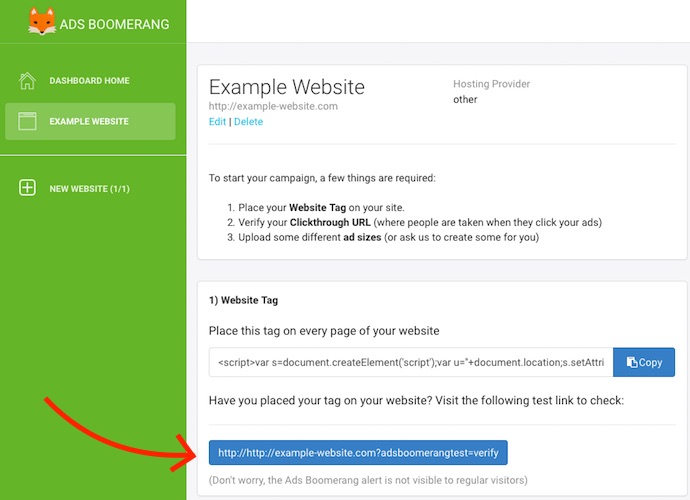 ADS BOOMERANG
DASHBOARD HOME
EXAMPLE WEBSITE
NEW WEBSITE (1/1)
Example Website
http://example-website.com
Edit | Delete
Hosting Provider
other
To start your campaign, a few things are required:
1. Place your Website Tag on your site.
2. Verify your Clickthrough URL (where people are taken when they click your ads)
3. Upload some different ad sizes (or ask us to create some for you)
1) Website Tag
Place this tag on every page of your website
<script>var s=document.createElement('script');var u=''+document.location;s.setAttri
Copy
Have you placed your tag on your website? Visit the following test link to check:
http://http://example-website.com?adsboomerangtest=verify
(Don't worry, the Ads Boomerang alert is not visible to regular visitors)